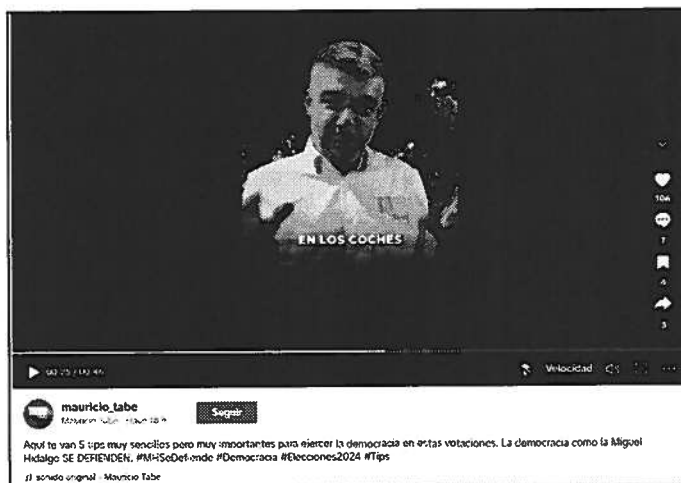 EN LOS COCHES
106
7
4
3
Velocidad
mauricio_tabe
Seguir
Aquí te van 5 tips muy sencillos pero muy importantes para ejercer la democracia en estas votaciones. La democracia como la Miguel
Hidalgo SE DEFIENDEN. #MHSeDefiende #Democracia #Elecciones2024 #Tips
sonido original - Mauricio Tabe